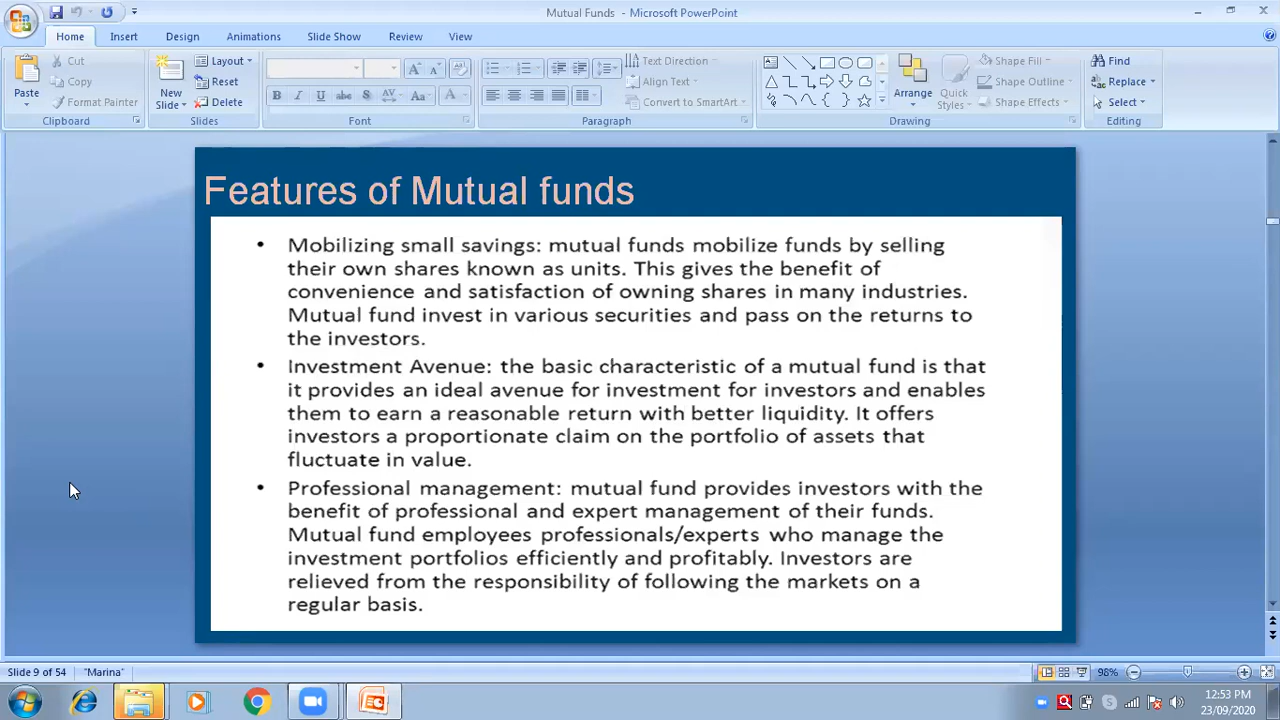 Mutual Funds - Microsoft PowerPoint
Home Insert Design Animations Slide Show Review View
Paste
Cut
Copy
Format Painter
Clipboard
New
Slide
Layout
Reset
Delete
Slides
B I U abc S AV Aa A
Font
Text Direction
Align Text
Convert to SmartArt
Paragraph
Arrange
Quick
Styles
Shape Fill
Shape Outline
Shape Effects
Drawing
Find
Replace
Select
Editing
Features of Mutual funds
• Mobilizing small savings: mutual funds mobilize funds by selling
their own shares known as units. This gives the benefit of
convenience and satisfaction of owning shares in many industries.
Mutual fund invest in various securities and pass on the returns to
the investors.
• Investment Avenue: the basic characteristic of a mutual fund is that
it provides an ideal avenue for investment for investors and enables
them to earn a reasonable return with better liquidity. It offers
investors a proportionate claim on the portfolio of assets that
fluctuate in value.
• Professional management: mutual fund provides investors with the
benefit of professional and expert management of their funds.
Mutual fund employees professionals/experts who manage the
investment portfolios efficiently and profitably. Investors are
relieved from the responsibility of following the markets on a
regular basis.
Slide 9 of 54 "Marina" 98%
12:53 PM
23/09/2020